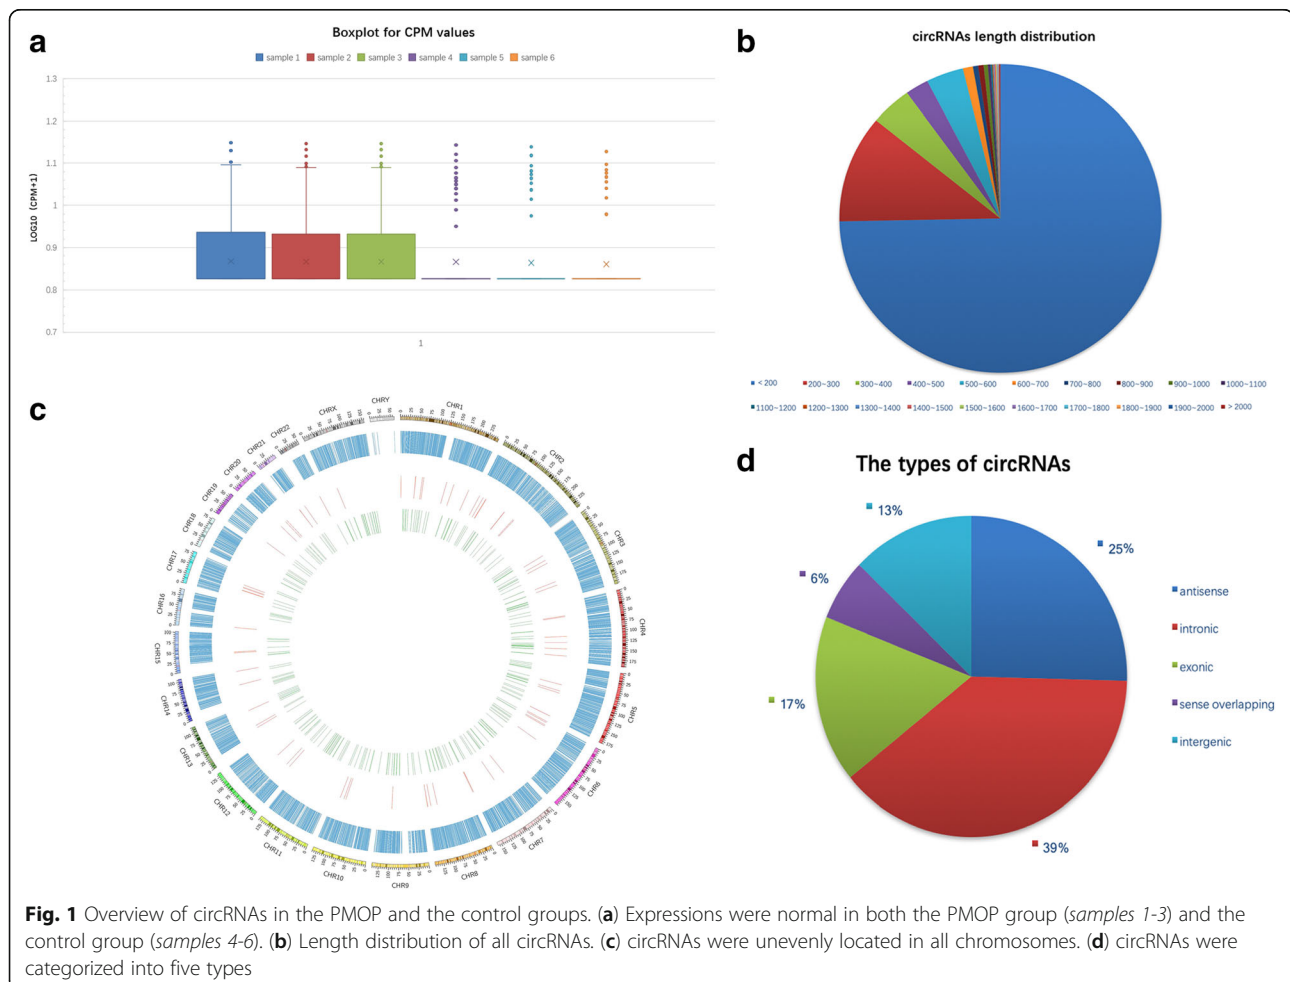 a
Boxplot for CPM values
sample 1 sample 2 sample 3 sample 4 sample 5 sample 6
1.3
1.2
1.1
1
0.9
0.8
0.7
LOG10 (CPM+1)
1
b
circRNAs length distribution
< 200 200~300 300~400 400~500 500~600 600~700 700~800 800~900 900~1000 1000~1100
1100~1200 1200~1300 1300~1400 1400~1500 1500~1600 1600~1700 1700~1800 1800~1900 1900~2000 > 2000
c
CHR1
CHR2
CHR3
CHR4
CHR5
CHR6
CHR7
CHR8
CHR9
CHR10
CHR11
CHR12
CHR13
CHR14
CHR15
CHR16
CHR17
CHR18
CHR19
CHR20
CHR21
CHR22
CHRX
CHRY
d
The types of circRNAs
13%
25%
6%
17%
39%
antisense
intronic
exonic
sense overlapping
intergenic
Fig. 1 Overview of circRNAs in the PMOP and the control groups. (a) Expressions were normal in both the PMOP group (samples 1-3) and the
control group (samples 4-6). (b) Length distribution of all circRNAs. (c) circRNAs were unevenly located in all chromosomes. (d) circRNAs were
categorized into five types